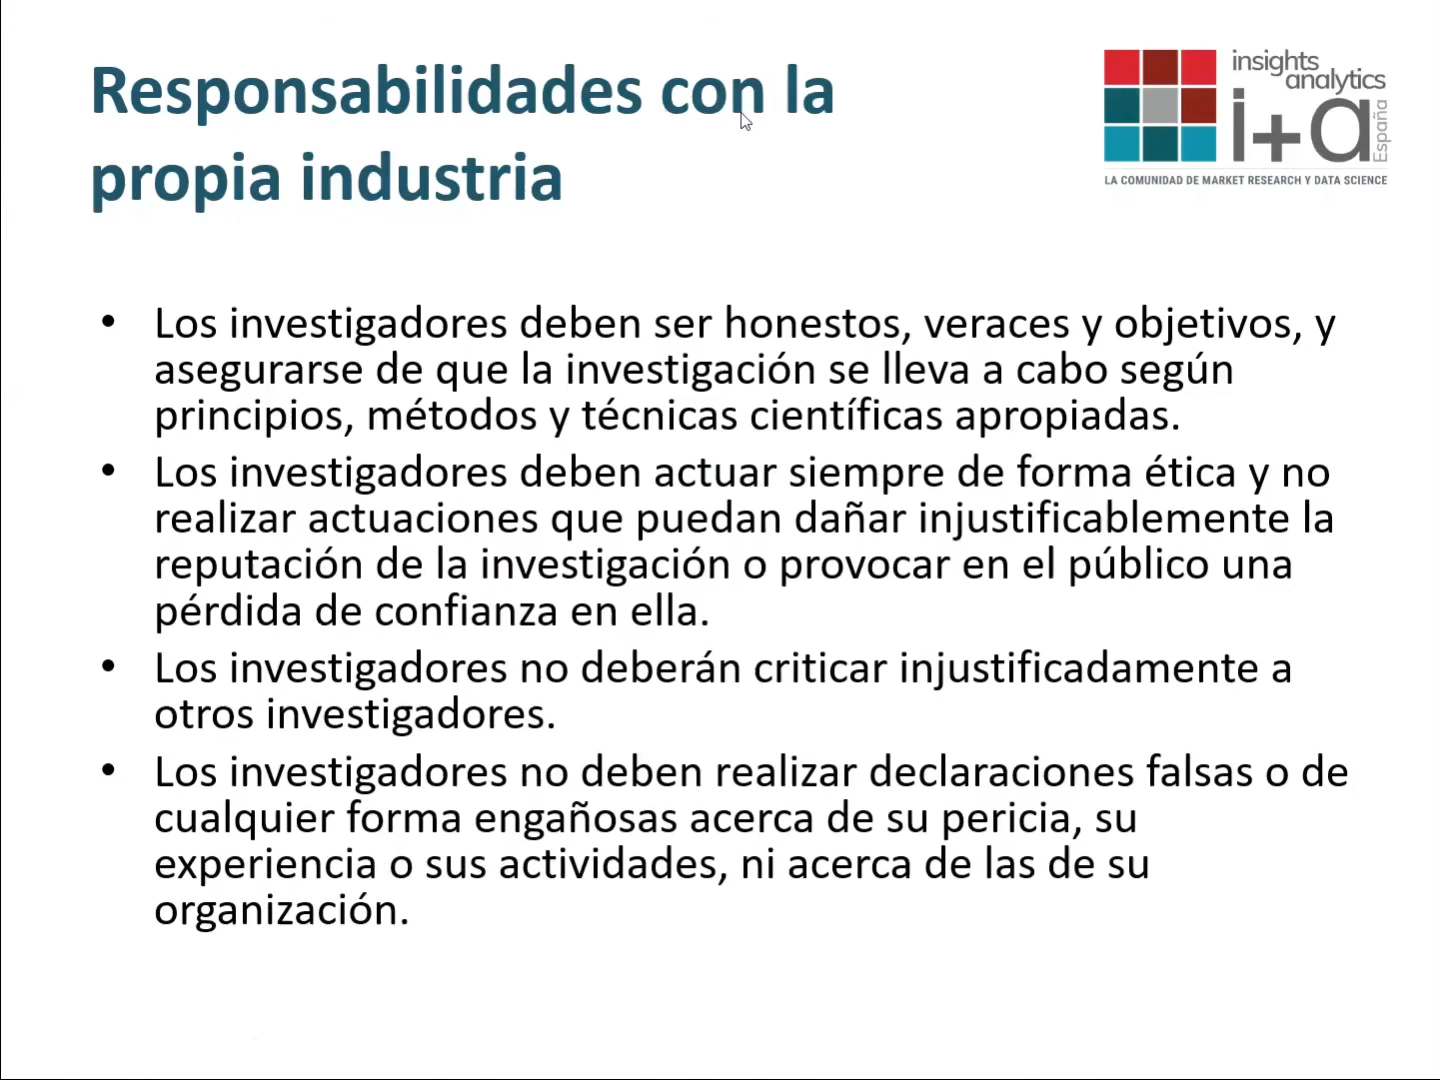 Responsabilidades con la
propia industria
insights
analytics
i+a
España
LA COMUNIDAD DE MARKET RESEARCH Y DATA SCIENCE
• Los investigadores deben ser honestos, veraces y objetivos, y
asegurarse de que la investigación se lleva a cabo según
principios, métodos y técnicas científicas apropiadas.
• Los investigadores deben actuar siempre de forma ética y no
realizar actuaciones que puedan dañar injustificablemente la
reputación de la investigación o provocar en el público una
pérdida de confianza en ella.
• Los investigadores no deberán criticar injustificadamente a
otros investigadores.
• Los investigadores no deben realizar declaraciones falsas o de
cualquier forma engañosas acerca de su pericia, su
experiencia o sus actividades, ni acerca de las de su
organización.